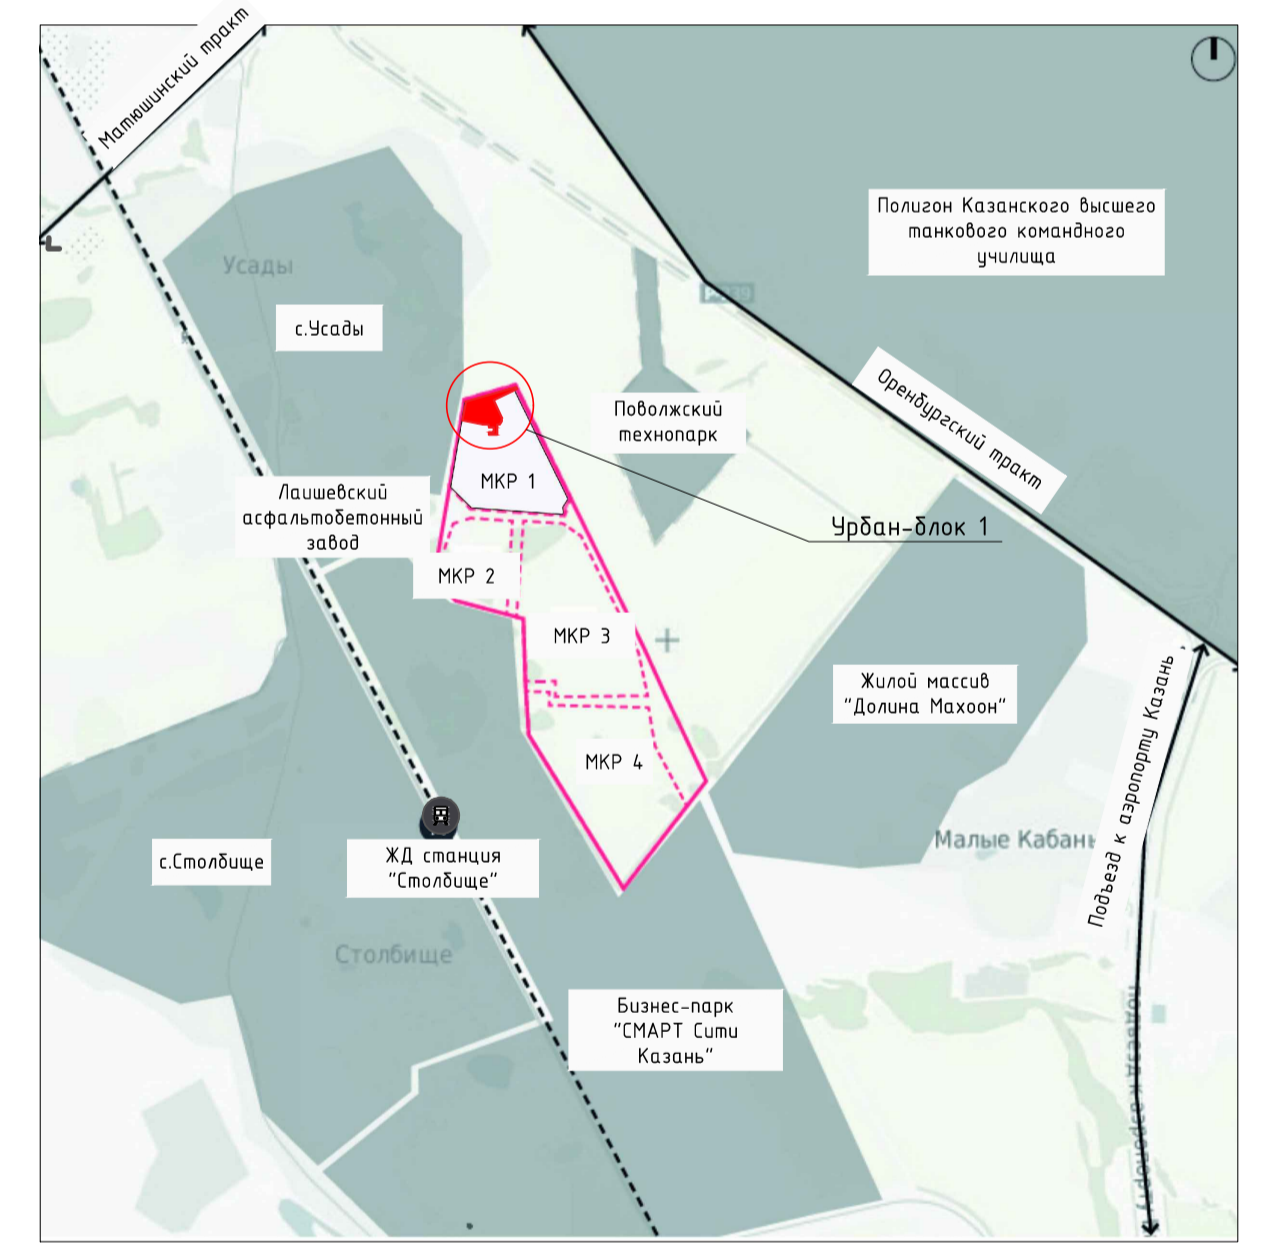 Матюшинский тракт
Полигон Казанского высшего
танкового командного
училища
Усады
с.Усады
Р-239
Оренбургский тракт
Поволжский
технопарк
МКР 1
Лаишевский
асфальтобетонный
завод
Урбан-блок 1
МКР 2
МКР 3
Жилой массив
"Долина Махоон"
Подъезд к аэропорту Казань
МКР 4
Малые Кабаны
с.Столбище
ЖД станция
"Столбище"
Столбище
Бизнес-парк
"СМАРТ Сити
Казань"